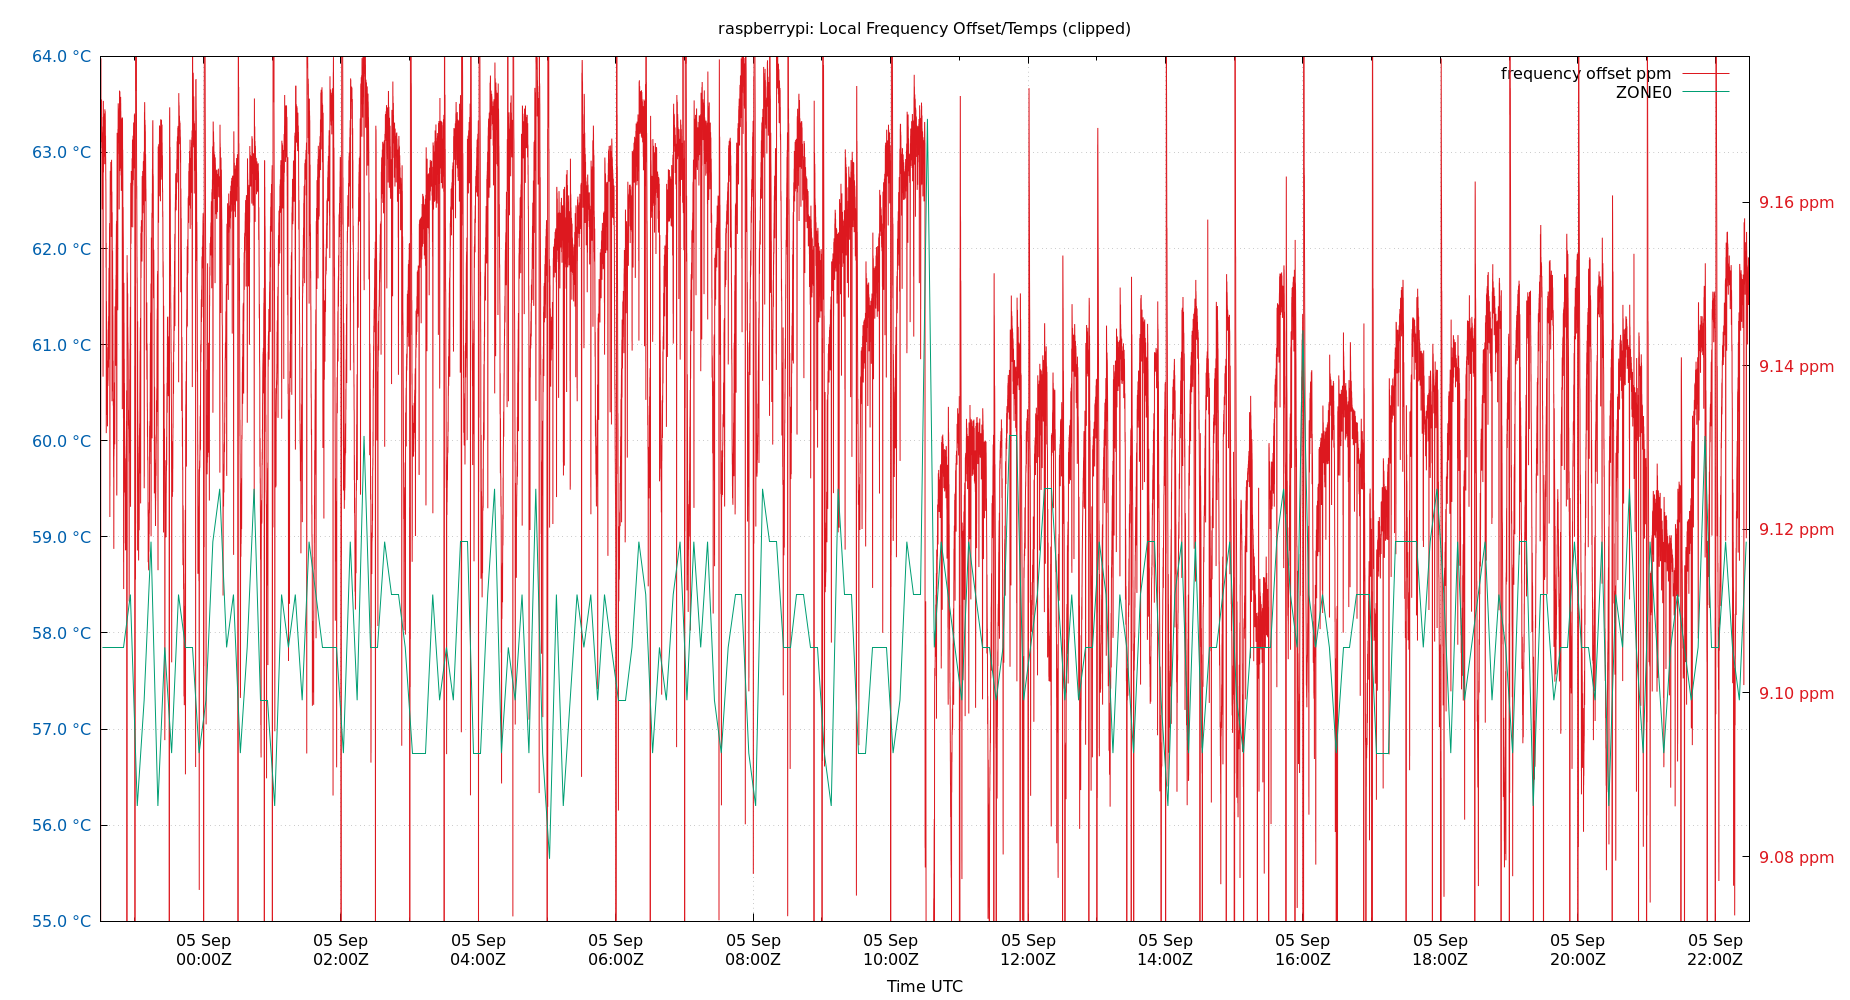 raspberrypi: Local Frequency Offset/Temps (clipped)
frequency offset ppm
ZONE0
64.0 °C
63.0 °C
62.0 °C
61.0 °C
60.0 °C
59.0 °C
58.0 °C
57.0 °C
56.0 °C
55.0 °C
9.16 ppm
9.14 ppm
9.12 ppm
9.10 ppm
9.08 ppm
05 Sep
00:00Z
05 Sep
02:00Z
05 Sep
04:00Z
05 Sep
06:00Z
05 Sep
08:00Z
05 Sep
10:00Z
05 Sep
12:00Z
05 Sep
14:00Z
05 Sep
16:00Z
05 Sep
18:00Z
05 Sep
20:00Z
05 Sep
22:00Z
Time UTC